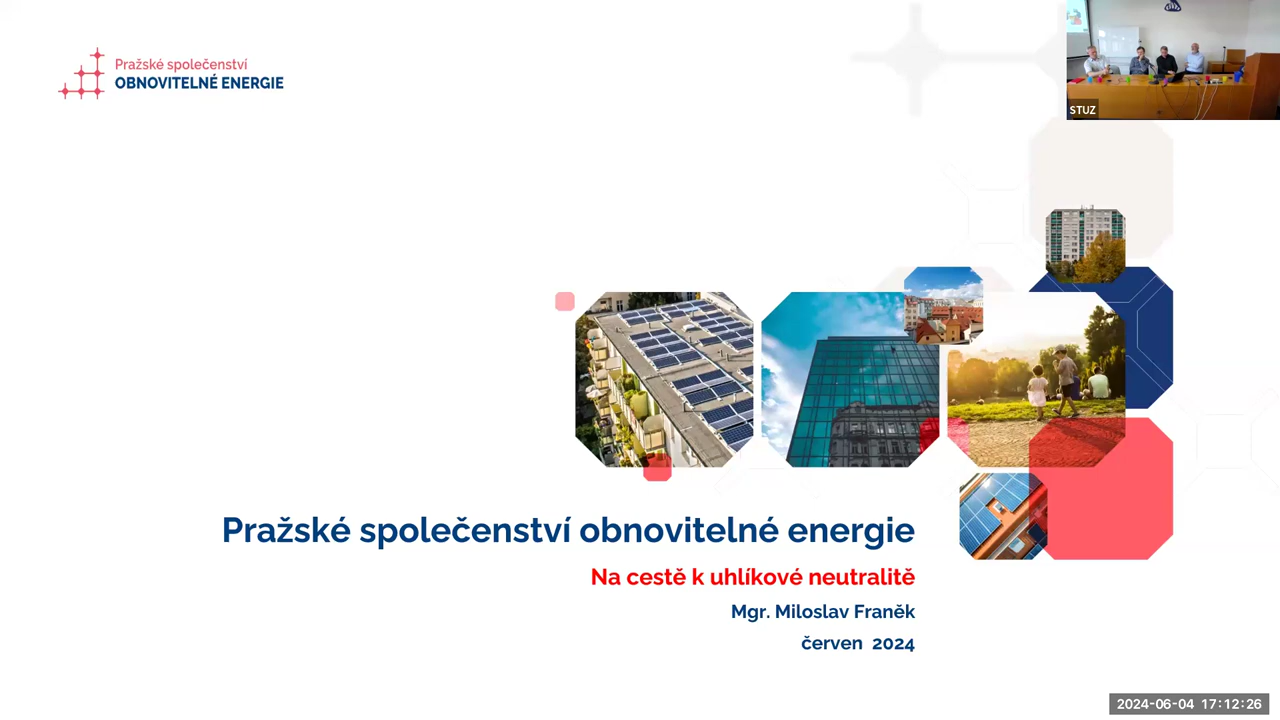 Pražské společenství
OBNOVITELNÉ ENERGIE
STUZ
Pražské společenství obnovitelné energie
Na cestě k uhlíkové neutralitě
Mgr. Miloslav Franěk
červen 2024
2024-06-04 17:12:26